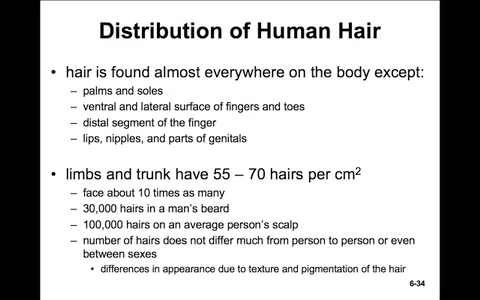 Distribution of Human Hair
• hair is found almost everywhere on the body except:
– palms and soles
– ventral and lateral surface of fingers and toes
– distal segment of the finger
– lips, nipples, and parts of genitals
• limbs and trunk have 55 – 70 hairs per cm²
– face about 10 times as many
– 30,000 hairs in a man's beard
– 100,000 hairs on an average person's scalp
– number of hairs does not differ much from person to person or even
between sexes
• differences in appearance due to texture and pigmentation of the hair
6-34